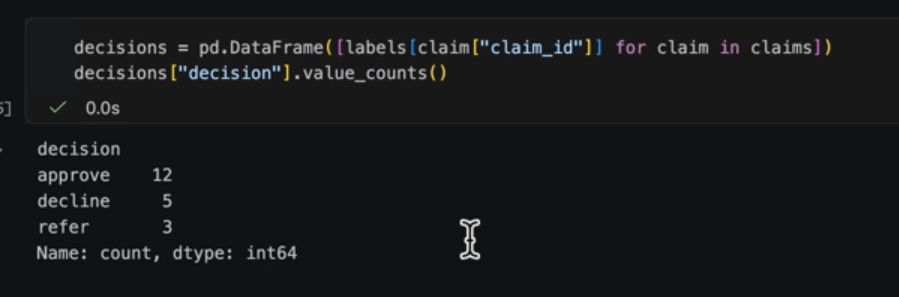 decisions = pd.DataFrame([labels[claim["claim_id"]] for claim in claims])
decisions["decision"].value_counts()
✓ 0.0s
decision
approve 12
decline 5
refer 3
Name: count, dtype: int64